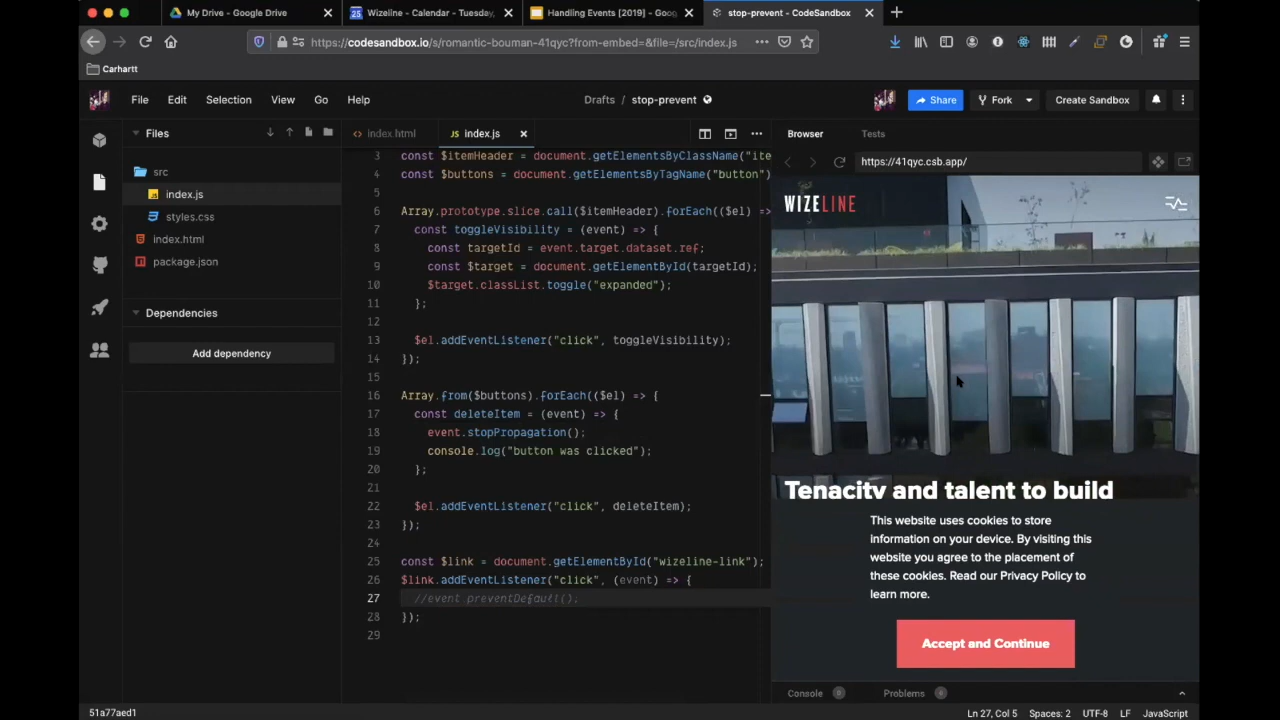 My Drive - Google Drive
Wizeline - Calendar - Tuesday,
Handling Events [2019] - Goog
stop-prevent - CodeSandbox
https://codesandbox.io/s/romantic-bouman-41qyc?from-embed=&file=/src/index.js
Carhartt
File Edit Selection View Go Help
Drafts / stop-prevent
Share
Fork
Create Sandbox
Files
src
index.js
styles.css
index.html
package.json
Dependencies
Add dependency
index.html
index.js
3 const $itemHeader = document.getElementsByClassName("ite
4 const $buttons = document.getElementsByTagName("button")
5
6 Array.prototype.slice.call($itemHeader).forEach(($el) =>
7 const toggleVisibility = (event) => {
8 const targetId = event.target.dataset.ref;
9 const $target = document.getElementById(targetId);
10 $target.classList.toggle("expanded");
11 };
12
13 $el.addEventListener("click", toggleVisibility);
14 });
15
16 Array.from($buttons).forEach(($el) => {
17 const deleteItem = (event) => {
18 event.stopPropagation();
19 console.log("button was clicked");
20 };
21
22 $el.addEventListener("click", deleteItem);
23 });
24
25 const $link = document.getElementById("wizeline-link");
26 $link.addEventListener("click", (event) => {
27 //event preventDefault();
28 });
29
Browser
Tests
https://41qyc.csb.app/
WIZELINE
Tenacity and talent to build
This website uses cookies to store
information on your device. By visiting this
website you agree to the placement of
these cookies. Read our Privacy Policy to
learn more.
Accept and Continue
Console 0
Problems 0
51a77aed1
Ln 27, Col 5 Spaces: 2 UTF-8 LF JavaScript